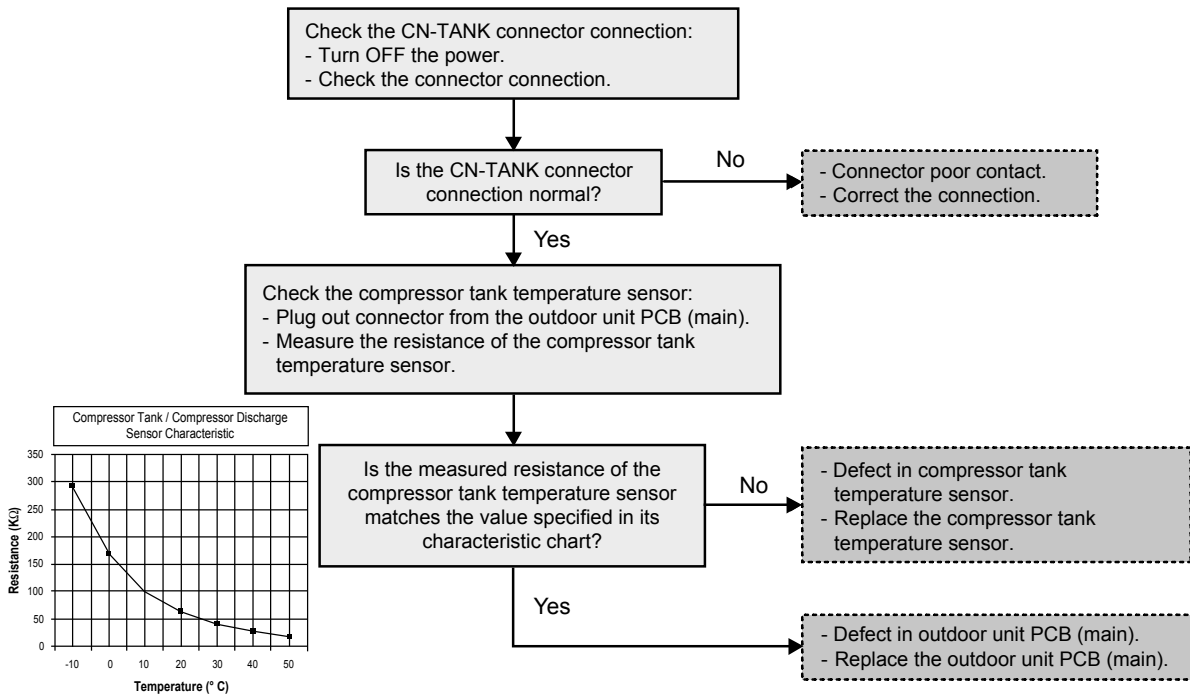 Check the CN-TANK connector connection:
- Turn OFF the power.
- Check the connector connection.
Is the CN-TANK connector
connection normal?
No
- Connector poor contact.
- Correct the connection.
Yes
Check the compressor tank temperature sensor:
- Plug out connector from the outdoor unit PCB (main).
- Measure the resistance of the compressor tank
temperature sensor.
Compressor Tank / Compressor Discharge
Sensor Characteristic
Resistance (KΩ)
350
300
250
200
150
100
50
0
-10 0 10 20 30 40 50
Temperature (° C)
Is the measured resistance of the
compressor tank temperature sensor
matches the value specified in its
characteristic chart?
No
- Defect in compressor tank
temperature sensor.
- Replace the compressor tank
temperature sensor.
Yes
- Defect in outdoor unit PCB (main).
- Replace the outdoor unit PCB (main).